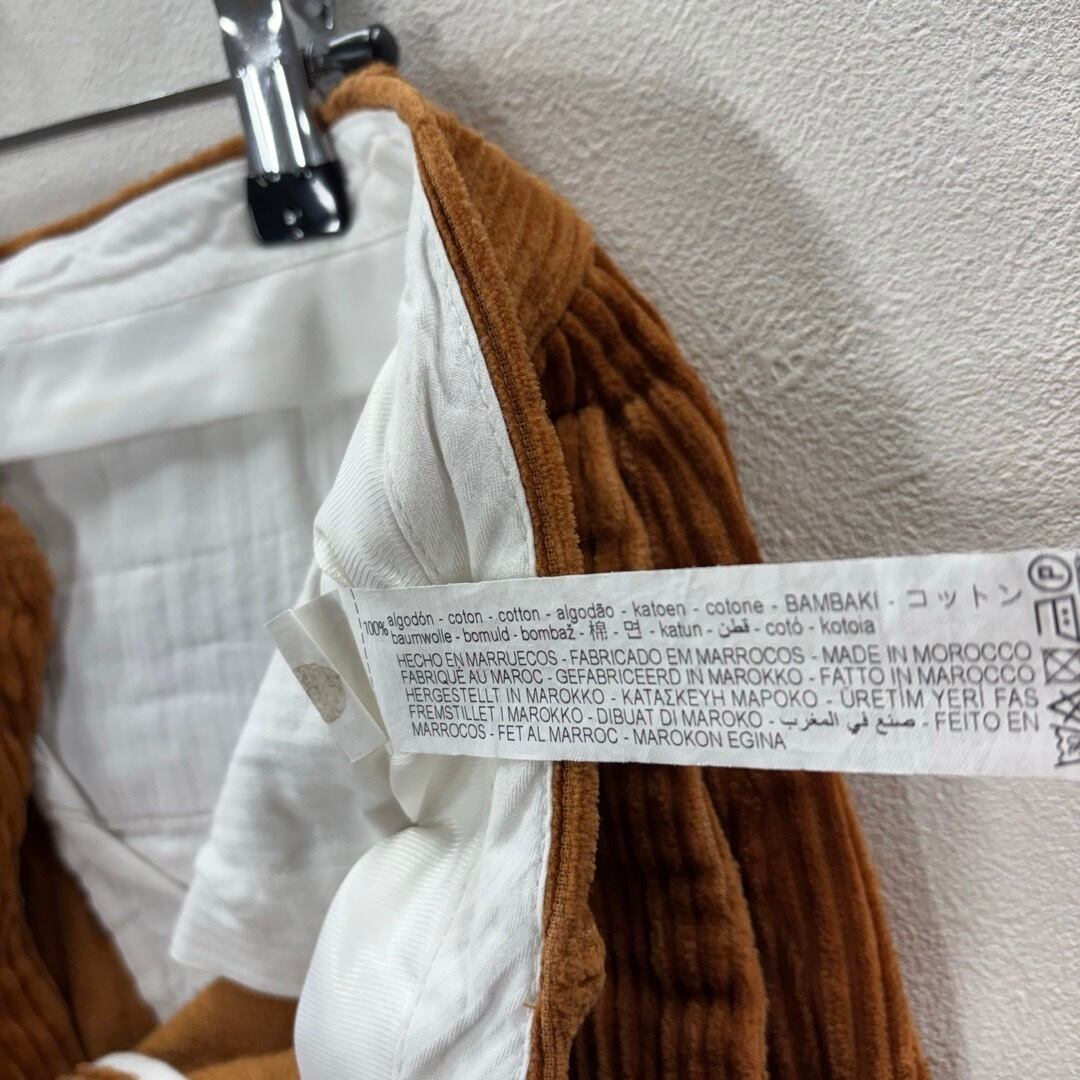 100% algodón - coton - cotton - algodão - katoen - cotone - ΒΑΜΒΑΚΙ - コットン
baumwolle - bomuld - bombaž - 棉 - 면 - katun - قطن - cotó - kotoia
HECHO EN MARRUECOS - FABRICADO EM MARROCOS - MADE IN MOROCCO
FABRIQUÉ AU MAROC - GEFABRICEERD IN MAROKKO - FATTO IN MAROCCO
HERGESTELLT IN MAROKKO - ΚΑΤΑΣΚΕΥΗ ΜΑΡΟΚΟ - ÜRETİM YERİ FAS
FREMSTILLET I MAROKKO - DIBUAT DI MAROKO - صنع في المغرب - FEITO EN
MARROCOS - FET AL MARROC - MAROKON EGINA
P